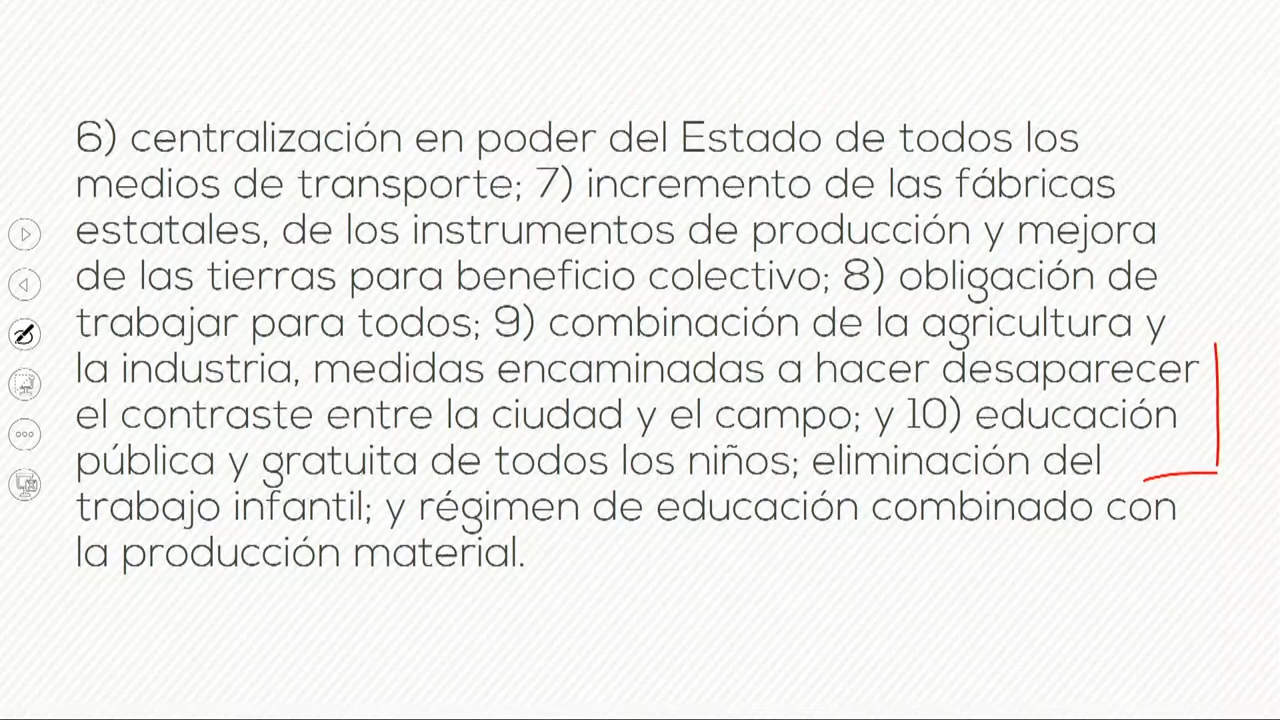 6) centralización en poder del Estado de todos los
medios de transporte; 7) incremento de las fábricas
estatales, de los instrumentos de producción y mejora
de las tierras para beneficio colectivo; 8) obligación de
trabajar para todos; 9) combinación de la agricultura y
la industria, medidas encaminadas a hacer desaparecer
el contraste entre la ciudad y el campo; y 10) educación
pública y gratuita de todos los niños; eliminación del
trabajo infantil; y régimen de educación combinado con
la producción material.